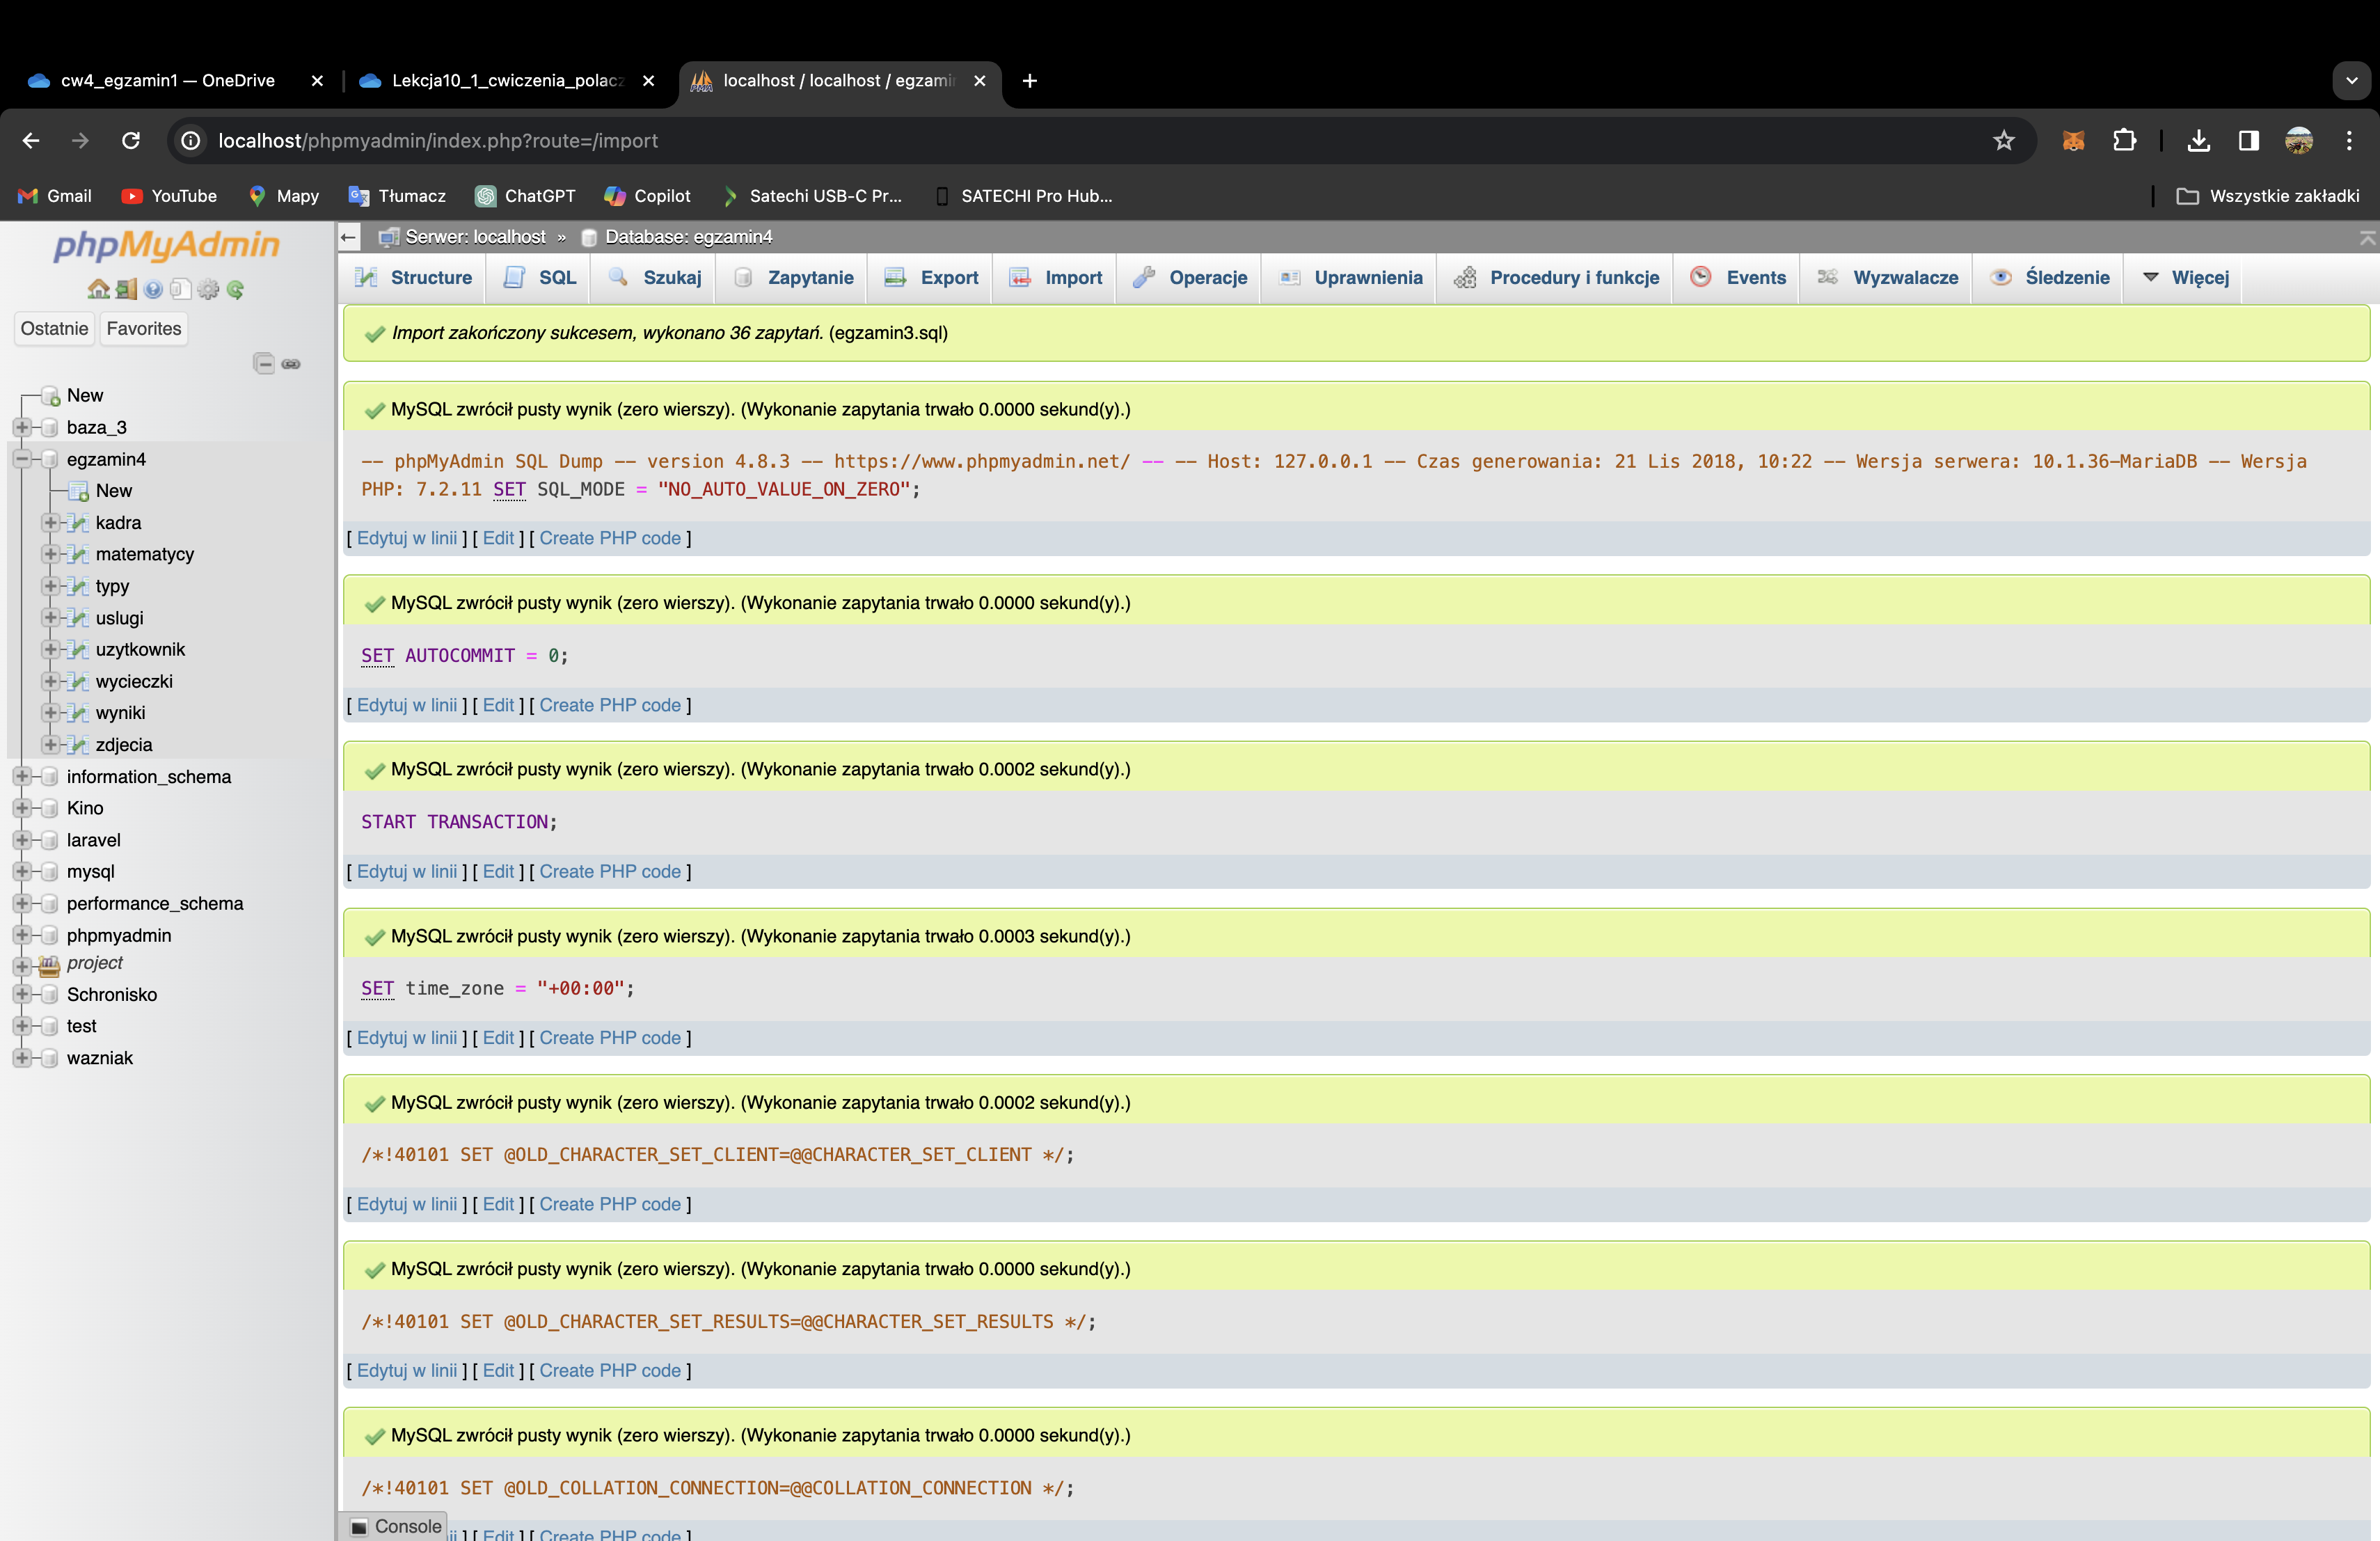 cw4_egzamin1 — OneDrive
Lekcja10_1_cwiczenia_polacz
localhost / localhost / egzamin
localhost/phpmyadmin/index.php?route=/import
Gmail YouTube Mapy Tłumacz ChatGPT Copilot Satechi USB-C Pr... SATECHI Pro Hub... Wszystkie zakładki
phpMyAdmin
Ostatnie Favorites
New
baza_3
egzamin4
New
kadra
matematycy
typy
uslugi
uzytkownik
wycieczki
wyniki
zdjecia
information_schema
Kino
laravel
mysql
performance_schema
phpmyadmin
project
Schronisko
test
wazniak
Serwer: localhost » Database: egzamin4
Structure SQL Szukaj Zapytanie Export Import Operacje Uprawnienia Procedury i funkcje Events Wyzwalacze Śledzenie Więcej
Import zakończony sukcesem, wykonano 36 zapytań. (egzamin3.sql)
MySQL zwrócił pusty wynik (zero wierszy). (Wykonanie zapytania trwało 0.0000 sekund(y).)
-- phpMyAdmin SQL Dump -- version 4.8.3 -- https://www.phpmyadmin.net/ -- -- Host: 127.0.0.1 -- Czas generowania: 21 Lis 2018, 10:22 -- Wersja serwera: 10.1.36-MariaDB -- Wersja
PHP: 7.2.11 SET SQL_MODE = "NO_AUTO_VALUE_ON_ZERO";
[ Edytuj w linii ] [ Edit ] [ Create PHP code ]
MySQL zwrócił pusty wynik (zero wierszy). (Wykonanie zapytania trwało 0.0000 sekund(y).)
SET AUTOCOMMIT = 0;
[ Edytuj w linii ] [ Edit ] [ Create PHP code ]
MySQL zwrócił pusty wynik (zero wierszy). (Wykonanie zapytania trwało 0.0002 sekund(y).)
START TRANSACTION;
[ Edytuj w linii ] [ Edit ] [ Create PHP code ]
MySQL zwrócił pusty wynik (zero wierszy). (Wykonanie zapytania trwało 0.0003 sekund(y).)
SET time_zone = "+00:00";
[ Edytuj w linii ] [ Edit ] [ Create PHP code ]
MySQL zwrócił pusty wynik (zero wierszy). (Wykonanie zapytania trwało 0.0002 sekund(y).)
/*!40101 SET @OLD_CHARACTER_SET_CLIENT=@@CHARACTER_SET_CLIENT */;
[ Edytuj w linii ] [ Edit ] [ Create PHP code ]
MySQL zwrócił pusty wynik (zero wierszy). (Wykonanie zapytania trwało 0.0000 sekund(y).)
/*!40101 SET @OLD_CHARACTER_SET_RESULTS=@@CHARACTER_SET_RESULTS */;
[ Edytuj w linii ] [ Edit ] [ Create PHP code ]
MySQL zwrócił pusty wynik (zero wierszy). (Wykonanie zapytania trwało 0.0000 sekund(y).)
/*!40101 SET @OLD_COLLATION_CONNECTION=@@COLLATION_CONNECTION */;
Console
ii ] [ Edit ] [ Create PHP code ]